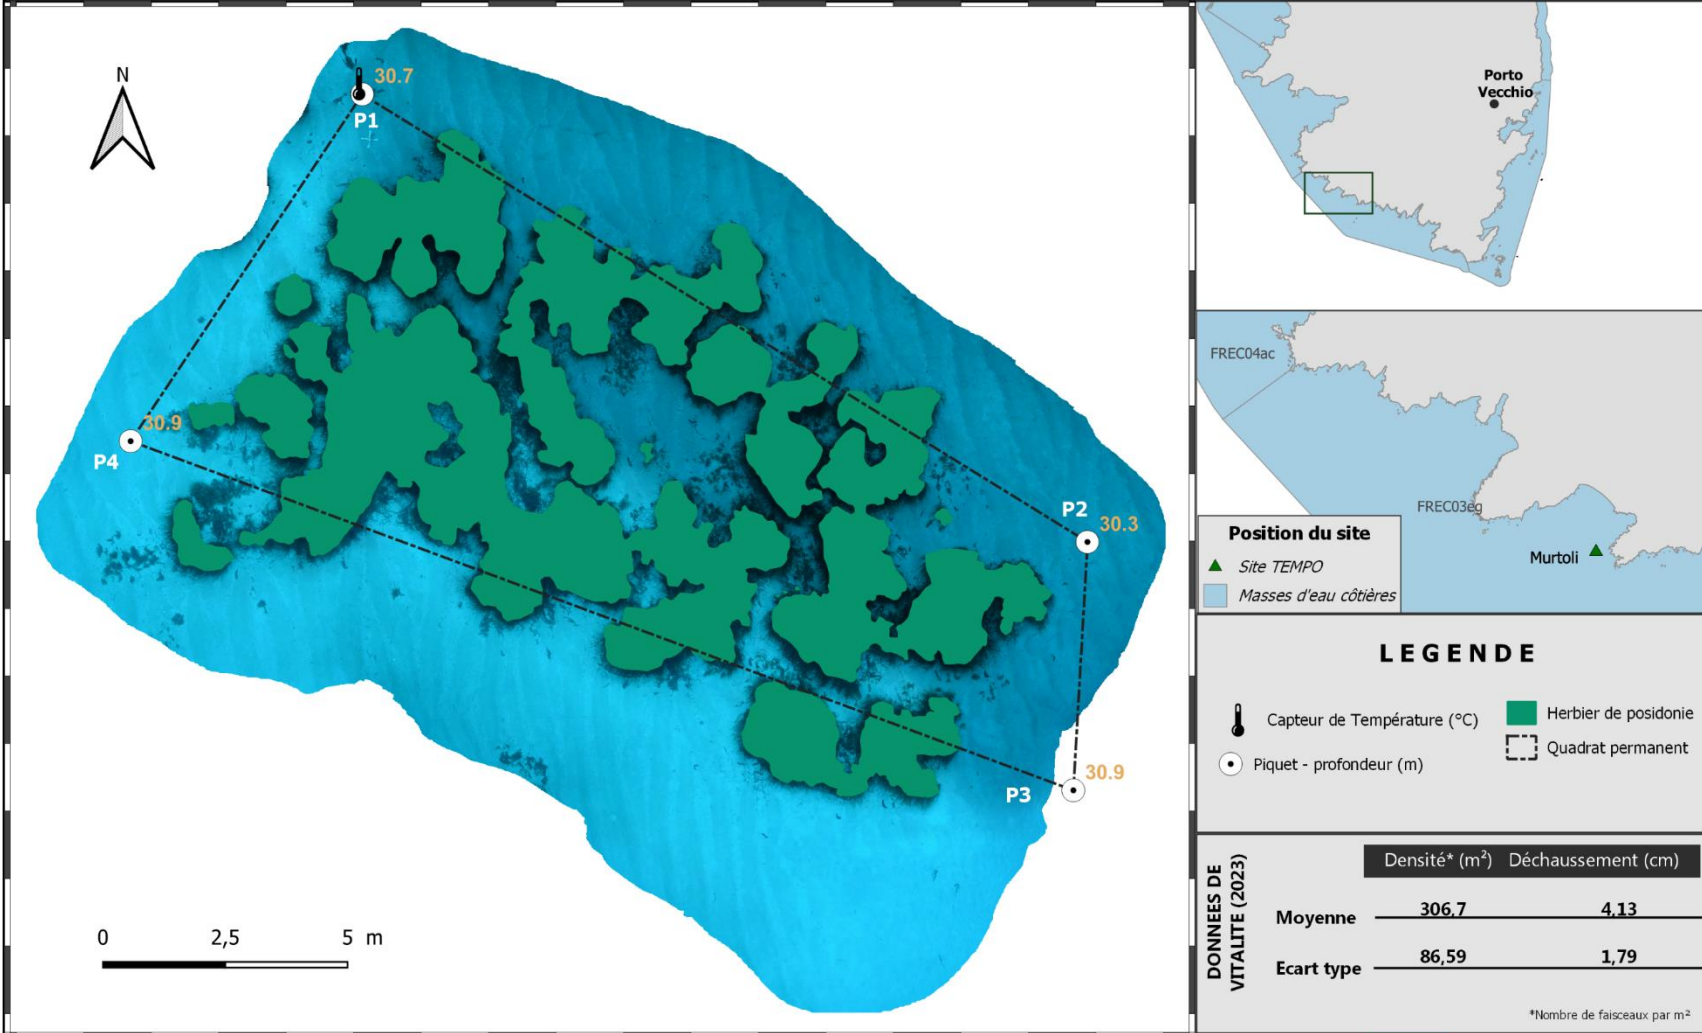 N
30.7
P1
30.9
P4
P2
30.3
30.9
P3
0 2,5 5 m
Porto
Vecchio
FREC04ac
FREC03eg
Murtoli
Position du site
Site TEMPO
Masses d'eau côtières
LEGENDE
Capteur de Température (°C)
Herbier de posidonie
Piquet - profondeur (m)
Quadrat permanent
DONNEES DE
VITALITE (2023)
Densité* (m²) Déchaussement (cm)
Moyenne 306,7 4,13
Ecart type 86,59 1,79
*Nombre de faisceaux par m²